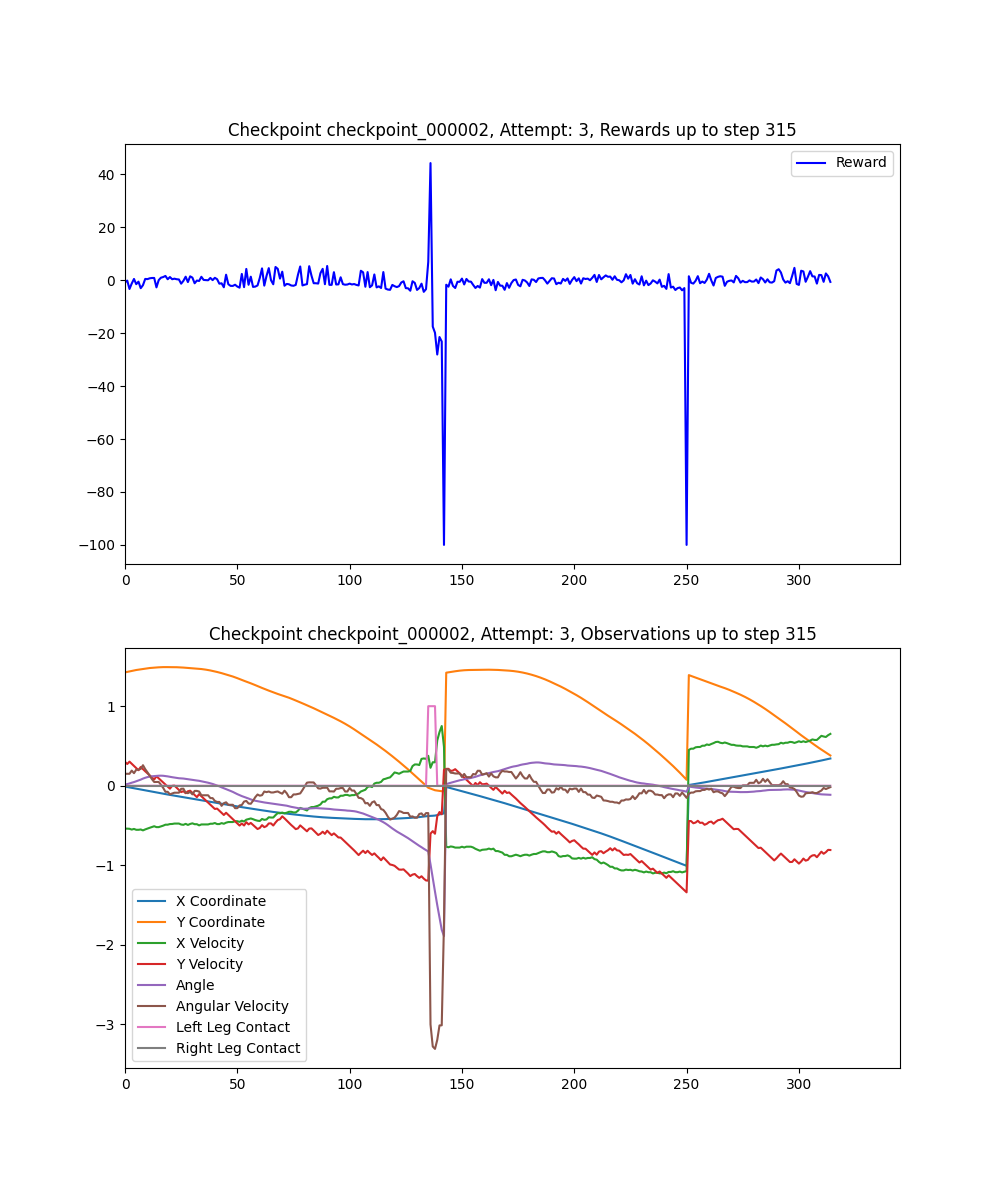 Checkpoint checkpoint_000002, Attempt: 3, Rewards up to step 315
Reward
40
20
0
−20
−40
−60
−80
−100
0 50 100 150 200 250 300
Checkpoint checkpoint_000002, Attempt: 3, Observations up to step 315
1
0
−1
−2
−3
X Coordinate
Y Coordinate
X Velocity
Y Velocity
Angle
Angular Velocity
Left Leg Contact
Right Leg Contact
0 50 100 150 200 250 300